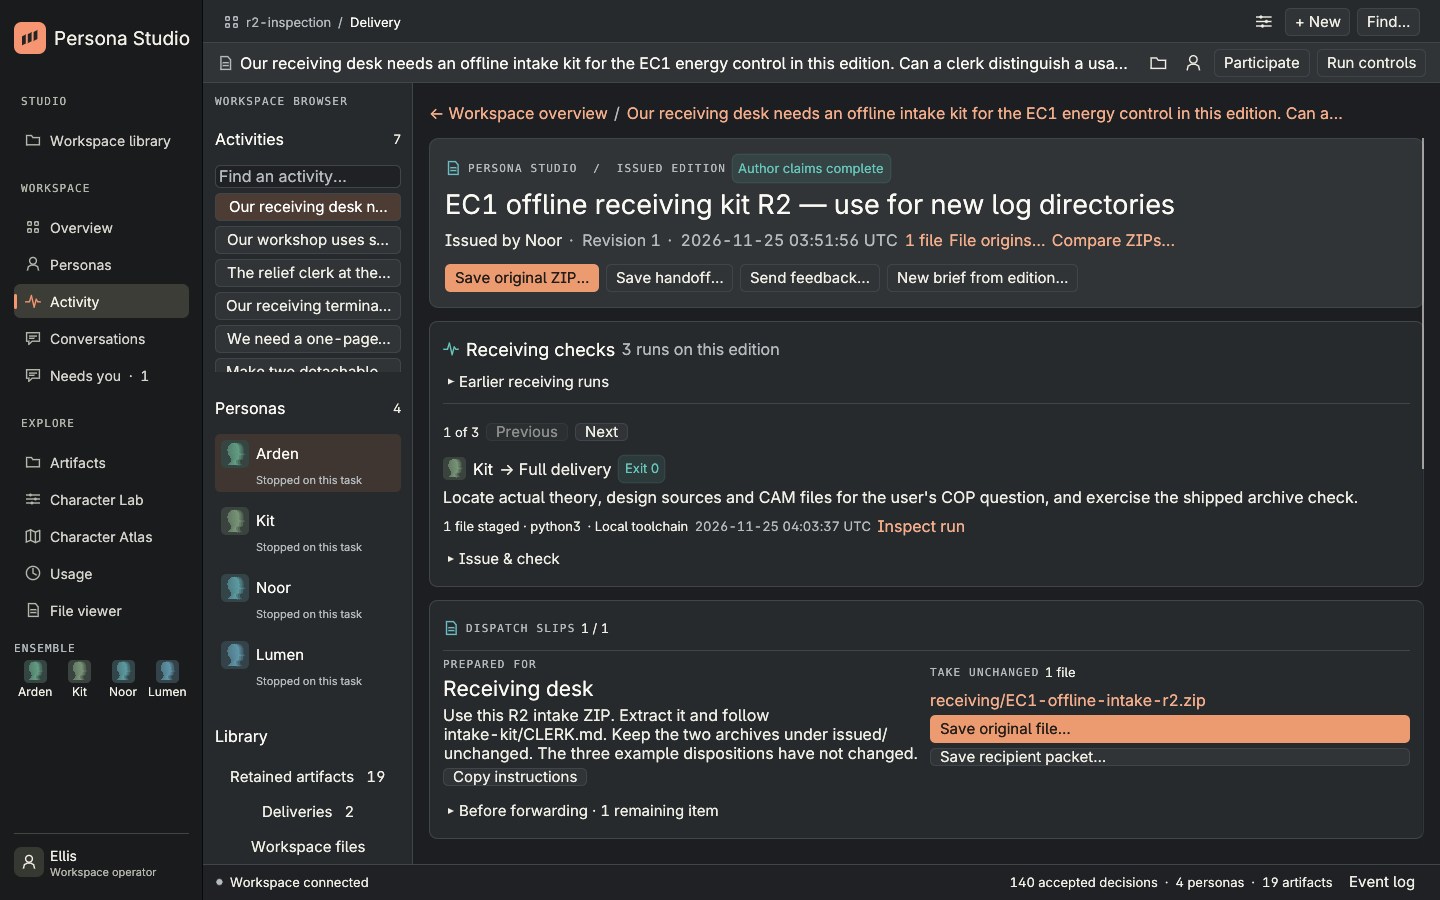 Persona Studio
STUDIO
Workspace library
WORKSPACE
Overview
Personas
Activity
Conversations
Needs you · 1
EXPLORE
Artifacts
Character Lab
Character Atlas
Usage
File viewer
ENSEMBLE
Arden Kit Noor Lumen
Ellis
Workspace operator
r2-inspection / Delivery
+ New Find...
Our receiving desk needs an offline intake kit for the EC1 energy control in this edition. Can a clerk distinguish a usa...
Participate Run controls
WORKSPACE BROWSER
Activities 7
Find an activity...
Our receiving desk n...
Our workshop uses s...
The relief clerk at the...
Our receiving termina...
We need a one-page...
Make two detachable
Personas 4
Arden
Stopped on this task
Kit
Stopped on this task
Noor
Stopped on this task
Lumen
Stopped on this task
Library
Retained artifacts 19
Deliveries 2
Workspace files
← Workspace overview / Our receiving desk needs an offline intake kit for the EC1 energy control in this edition. Can a...
PERSONA STUDIO / ISSUED EDITION Author claims complete
EC1 offline receiving kit R2 — use for new log directories
Issued by Noor · Revision 1 · 2026-11-25 03:51:56 UTC 1 file File origins... Compare ZIPs...
Save original ZIP... Save handoff... Send feedback... New brief from edition...
Receiving checks 3 runs on this edition
▸ Earlier receiving runs
1 of 3 Previous Next
Kit → Full delivery Exit 0
Locate actual theory, design sources and CAM files for the user's COP question, and exercise the shipped archive check.
1 file staged · python3 · Local toolchain 2026-11-25 04:03:37 UTC Inspect run
▸ Issue & check
DISPATCH SLIPS 1 / 1
PREPARED FOR
Receiving desk
Use this R2 intake ZIP. Extract it and follow
intake-kit/CLERK.md. Keep the two archives under issued/
unchanged. The three example dispositions have not changed.
Copy instructions
▸ Before forwarding · 1 remaining item
TAKE UNCHANGED 1 file
receiving/EC1-offline-intake-r2.zip
Save original file...
Save recipient packet...
Workspace connected
140 accepted decisions · 4 personas · 19 artifacts Event log